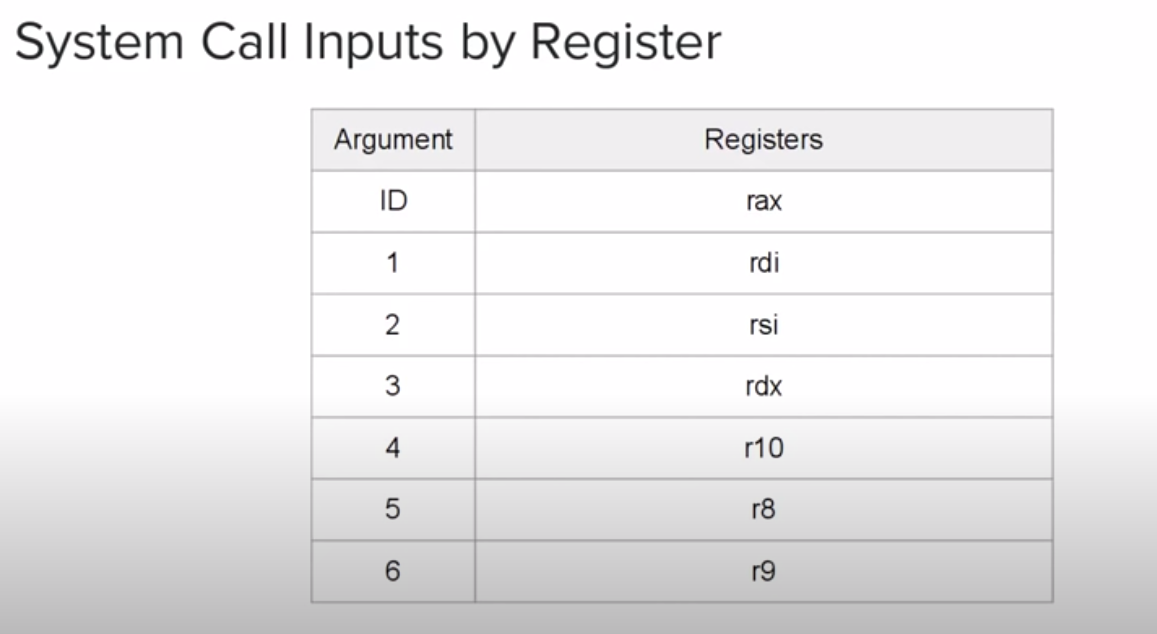 System Call Inputs by Register
Argument Registers
ID rax
1 rdi
2 rsi
3 rdx
4 r10
5 r8
6 r9